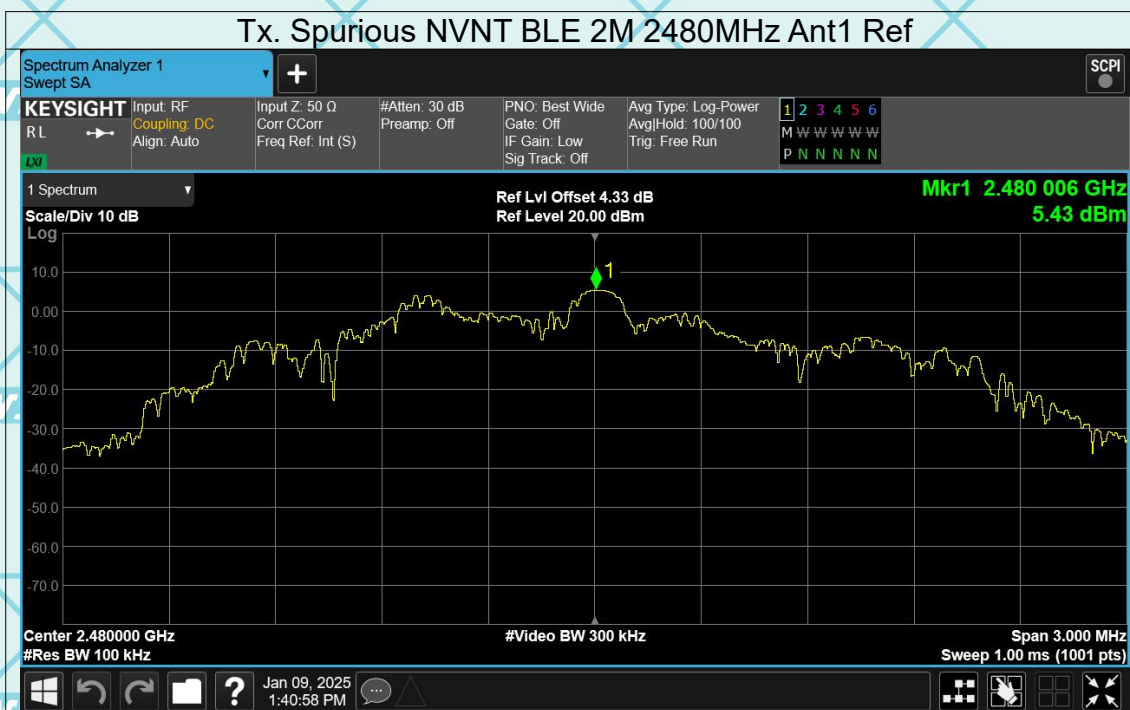 Tx. Spurious NVNT BLE 2M 2480MHz Ant1 Ref
Spectrum Analyzer 1
Swept SA
+
SCPI
KEYSIGHT
RL
LXI
Input: RF
Coupling: DC
Align: Auto
Input Z: 50 Ω
Corr CCorr
Freq Ref: Int (S)
#Atten: 30 dB
Preamp: Off
PNO: Best Wide
Gate: Off
IF Gain: Low
Sig Track: Off
Avg Type: Log-Power
Avg|Hold: 100/100
Trig: Free Run
1 2 3 4 5 6
M W W W W W
P N N N N N
1 Spectrum
Scale/Div 10 dB
Ref Lvl Offset 4.33 dB
Ref Level 20.00 dBm
Mkr1 2.480 006 GHz
5.43 dBm
Log
1
10.0
0.00
-10.0
-20.0
-30.0
-40.0
-50.0
-60.0
-70.0
Center 2.480000 GHz
#Res BW 100 kHz
#Video BW 300 kHz
Span 3.000 MHz
Sweep 1.00 ms (1001 pts)
?
Jan 09, 2025
1:40:58 PM